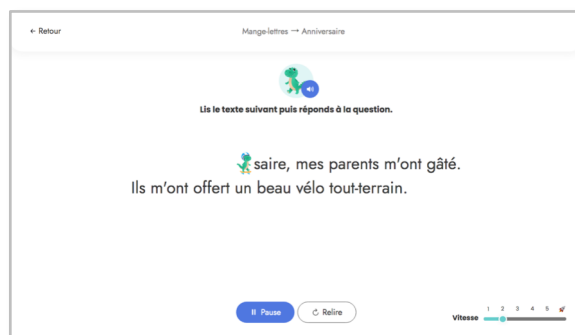 ← Retour
Mange-lettres → Anniversaire
Lis le texte suivant puis réponds à la question.
saire, mes parents m'ont gâté.
Ils m'ont offert un beau vélo tout-terrain.
Pause
Relire
Vitesse
1 2 3 4 5